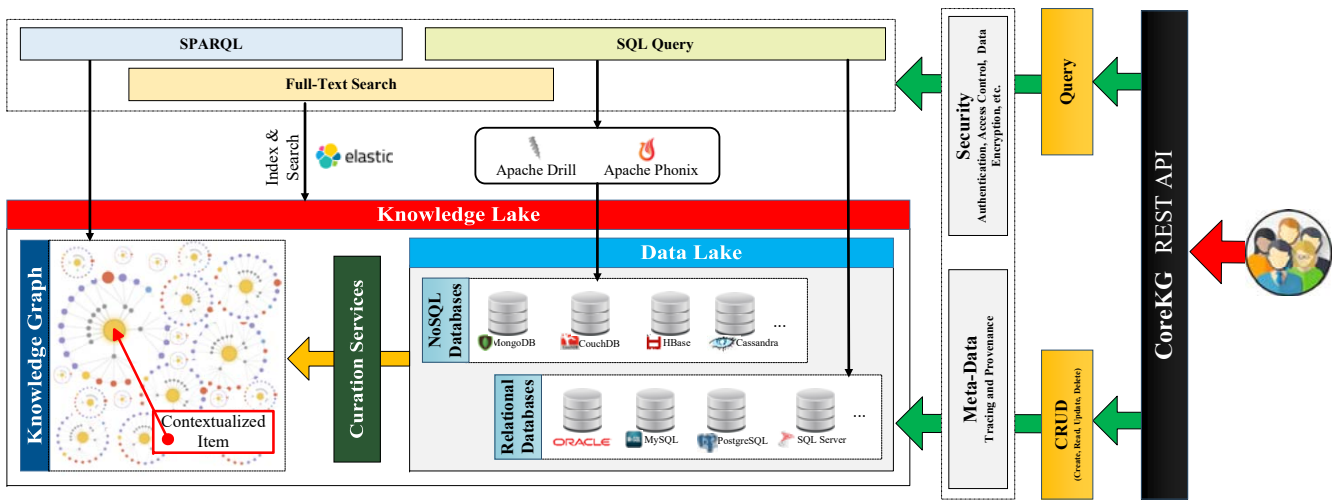 SPARQL
SQL Query
Full-Text Search
Index &
Search
elastic
Apache Drill
Apache Phonix
Knowledge Lake
Knowledge Graph
Contextualized
Item
Curation Services
Data Lake
NoSQL
Databases
MongoDB
CouchDB
HBase
Cassandra
...
Relational
Databases
ORACLE
MySQL
PostgreSQL
SQL Server
...
Security
Authentication, Access Control, Data
Encryption, etc.
Meta-Data
Tracing and Provenance
Query
CRUD
(Create, Read, Update, Delete)
CoreKG REST API